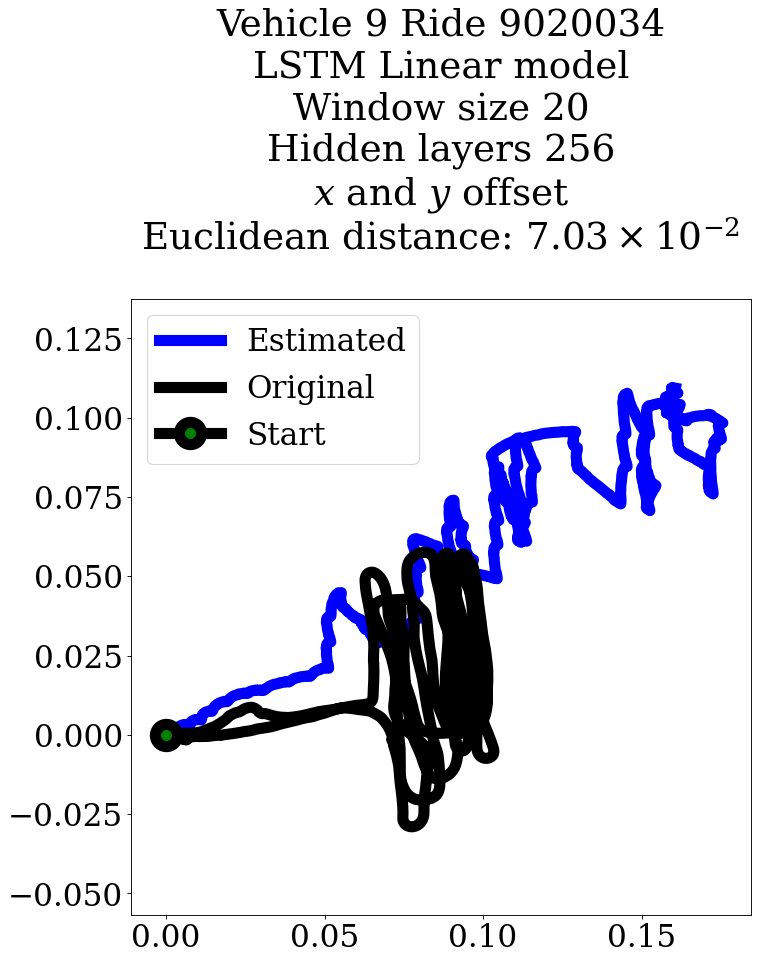 Vehicle 9 Ride 9020034
LSTM Linear model
Window size 20
Hidden layers 256
x and y offset
Euclidean distance: 7.03 × 10⁻²
Estimated
Original
Start
0.125
0.100
0.075
0.050
0.025
0.000
−0.025
−0.050
0.00 0.05 0.10 0.15